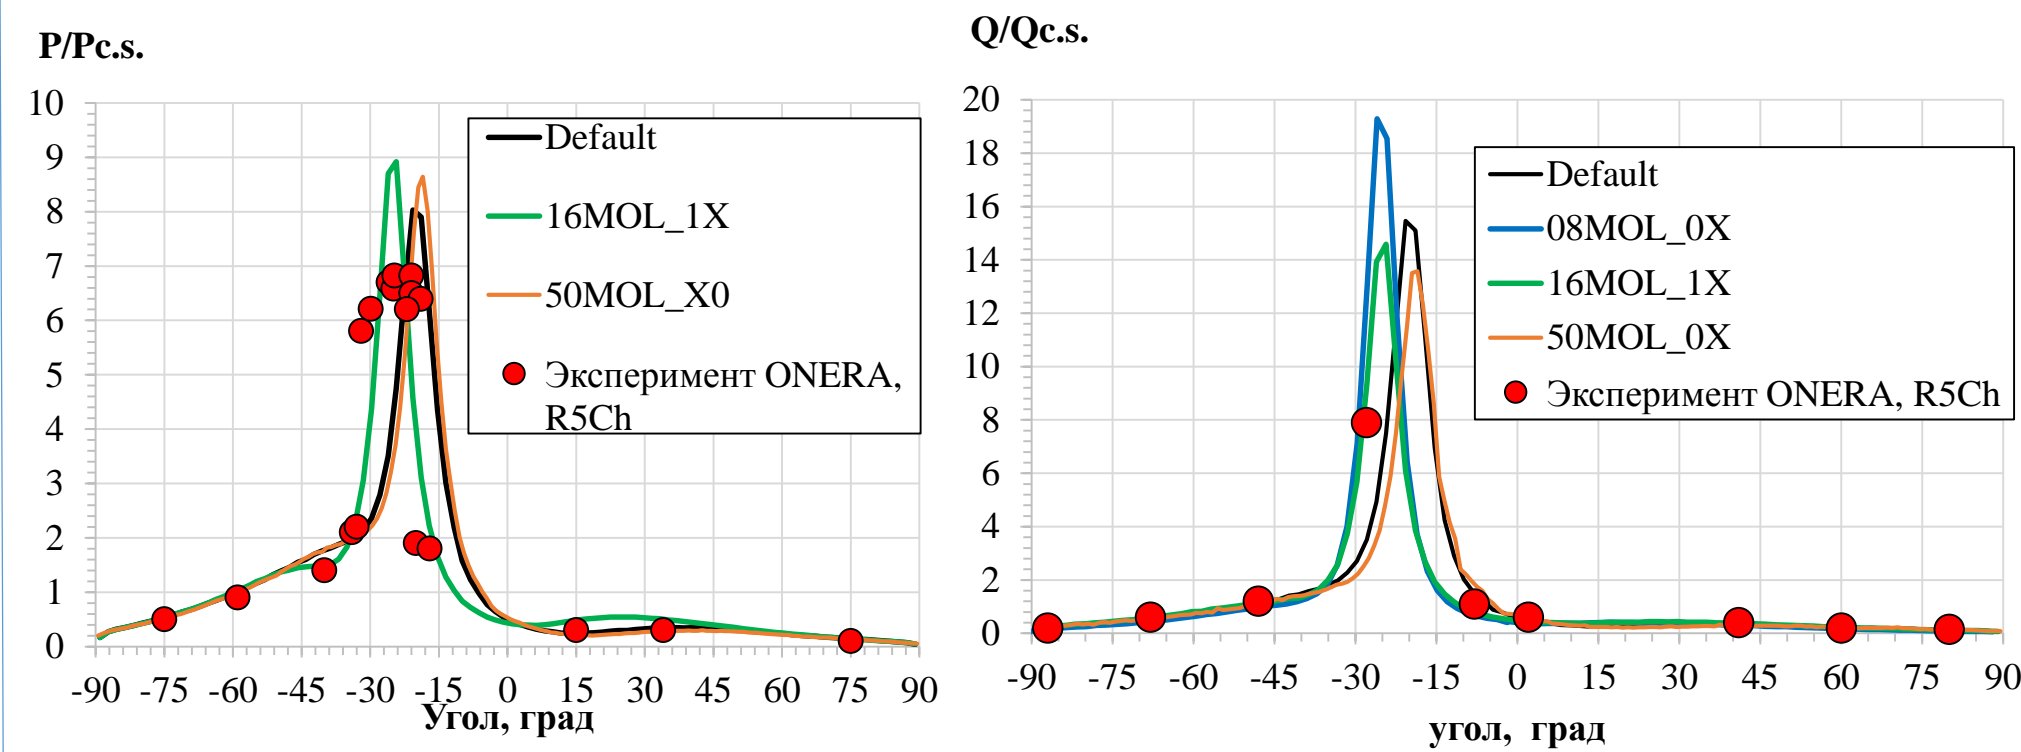 P/Pc.s.
10
9
8
7
6
5
4
3
2
1
0
-90 -75 -60 -45 -30 -15 0 15 30 45 60 75 90
Угол, град
Default
16MOL_1X
50MOL_X0
Эксперимент ONERA,
R5Ch
Q/Qc.s.
20
18
16
14
12
10
8
6
4
2
0
-90 -75 -60 -45 -30 -15 0 15 30 45 60 75 90
угол, град
Default
08MOL_0X
16MOL_1X
50MOL_0X
Эксперимент ONERA, R5Ch